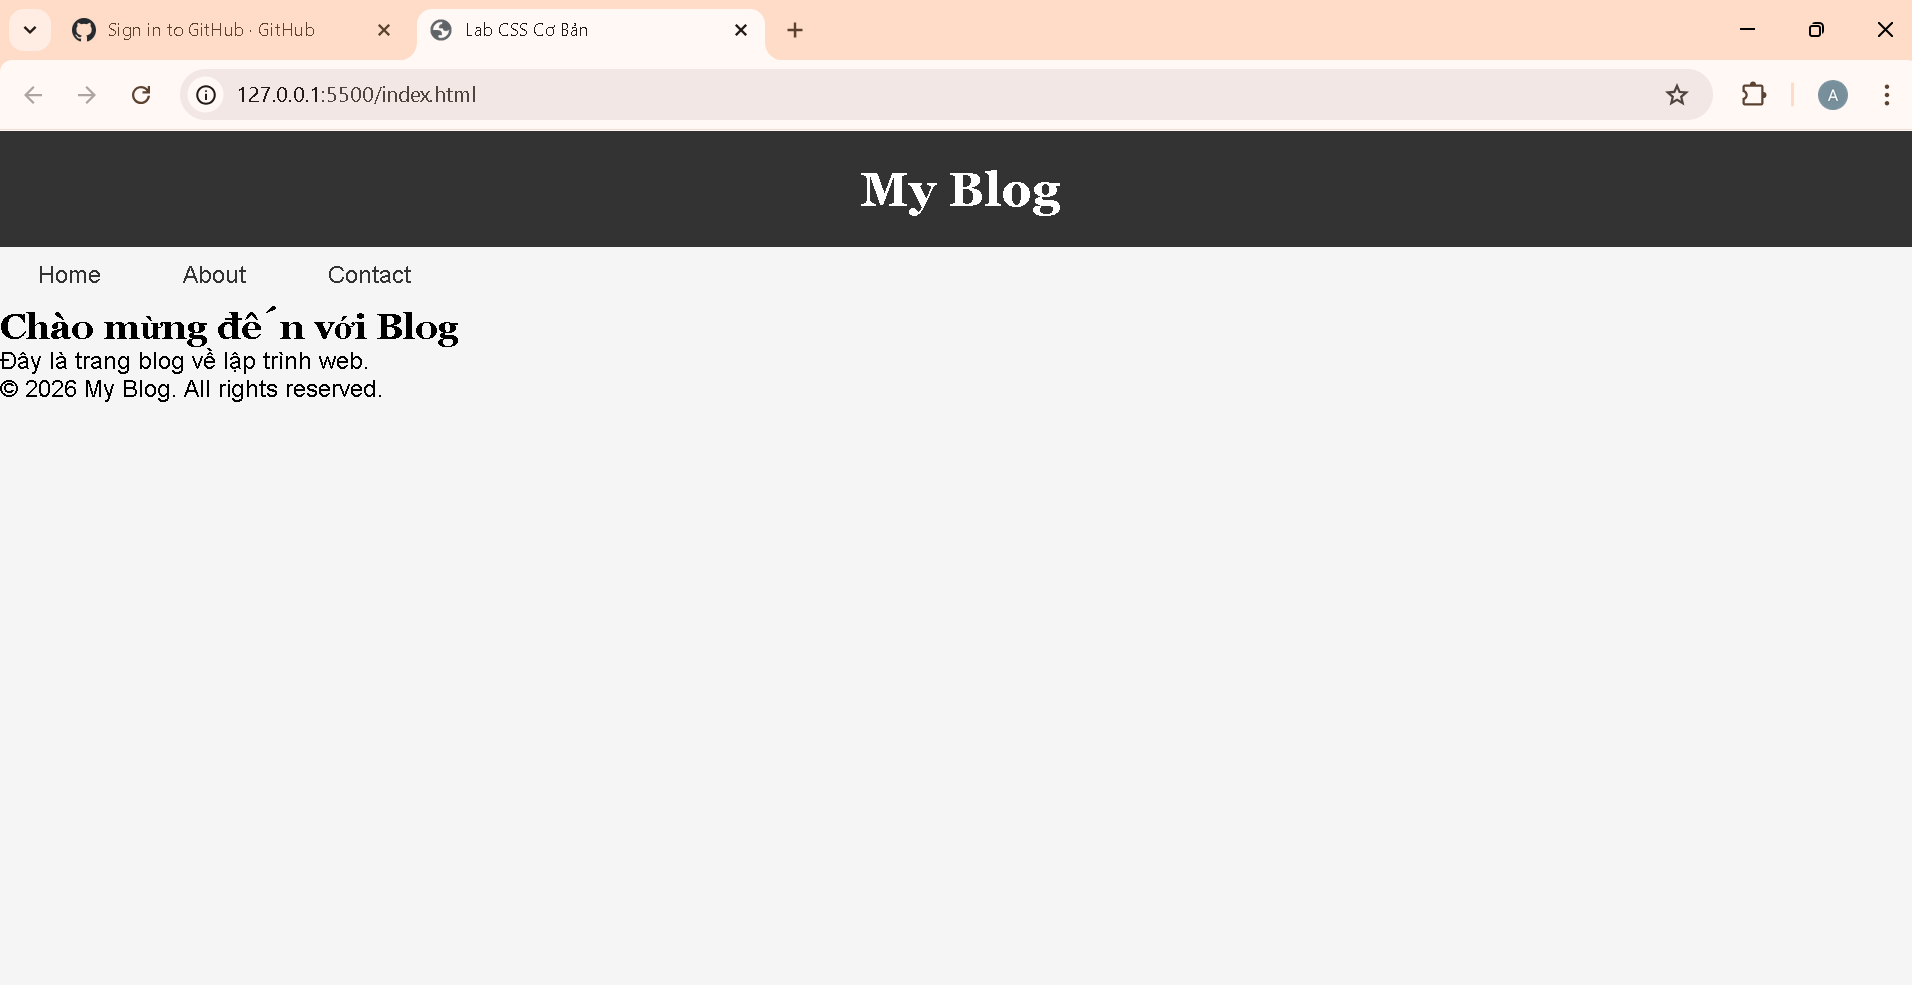 Sign in to GitHub · GitHub
Lab CSS Cơ Bản
127.0.0.1:5500/index.html
A
My Blog
Home About Contact
Chào mừng đến với Blog
Đây là trang blog về lập trình web.
© 2026 My Blog. All rights reserved.